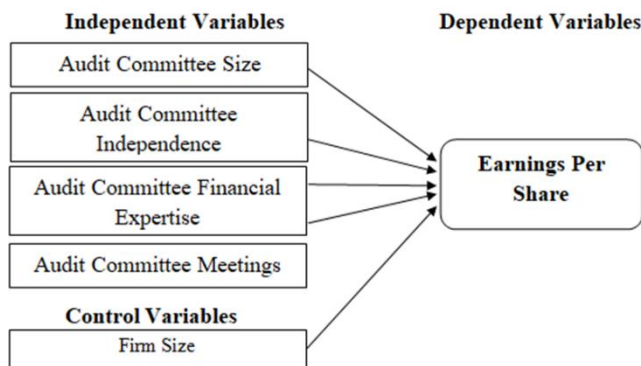 Independent Variables
Audit Committee Size
Audit Committee
Independence
Audit Committee Financial
Expertise
Audit Committee Meetings
Control Variables
Firm Size
Dependent Variables
Earnings Per
Share